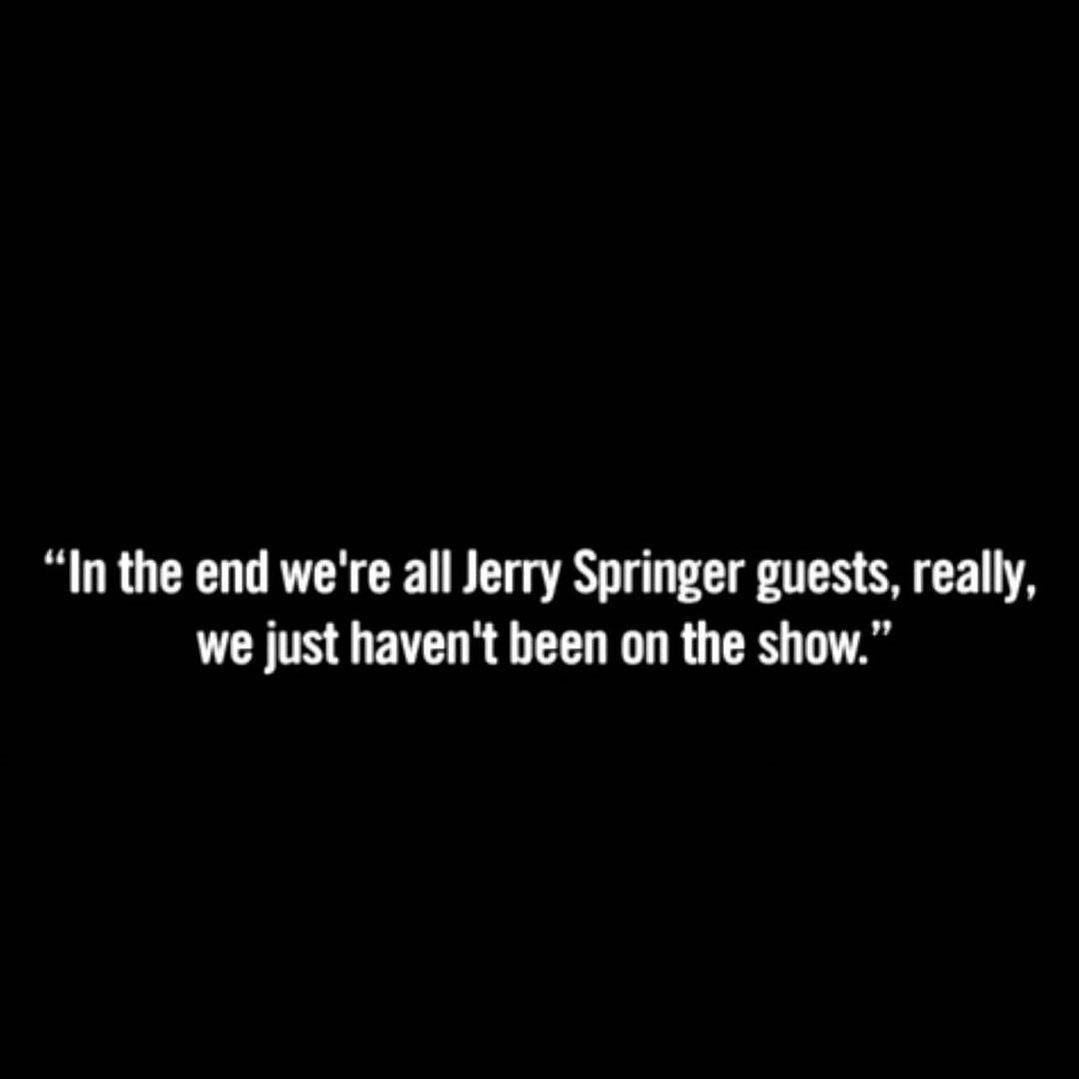 “In the end we're all Jerry Springer guests, really,
we just haven't been on the show.”